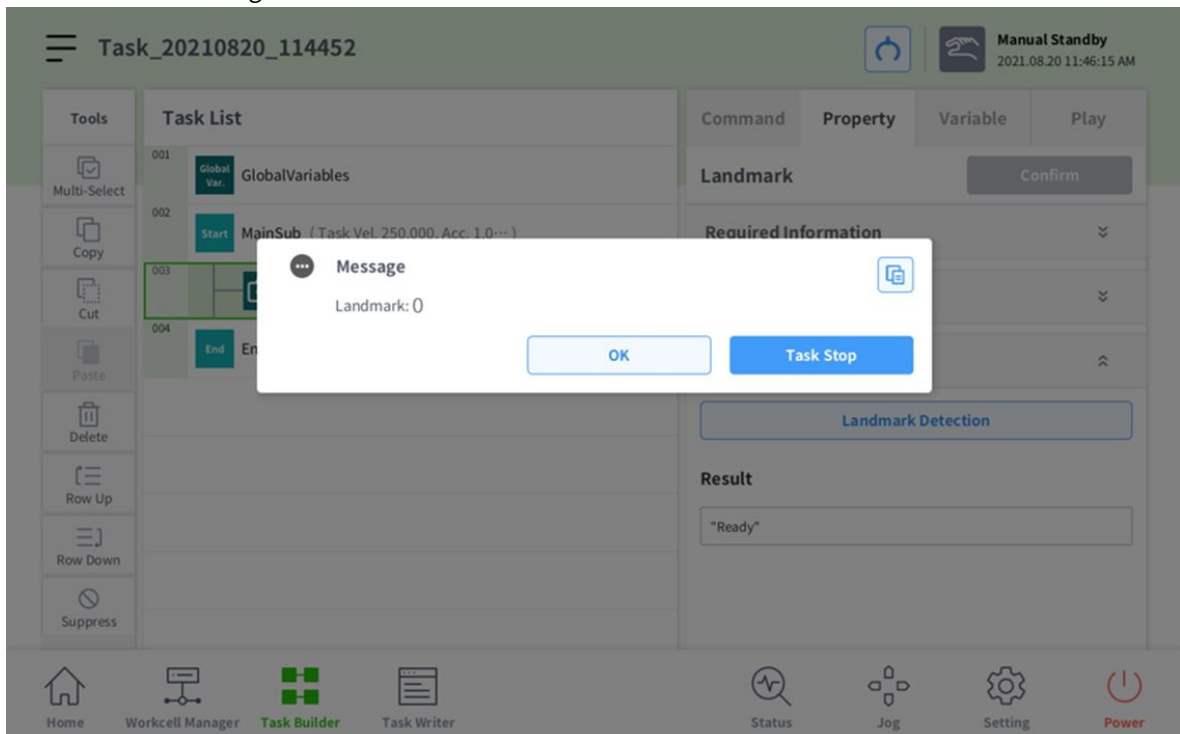 Task_20210820_114452
Manual Standby
2021.08.20 11:46:15 AM
Tools
Multi-Select
Copy
Cut
Paste
Delete
Row Up
Row Down
Suppress
Task List
001
Global Var.
GlobalVariables
002
Start
MainSub ( Task Vel. 250.000, Acc. 1.0··· )
003
004
End
En
Command
Property
Variable
Play
Landmark
Confirm
Required Information
Message
Landmark: ()
OK
Task Stop
Landmark Detection
Result
"Ready"
Home
Workcell Manager
Task Builder
Task Writer
Status
Jog
Setting
Power